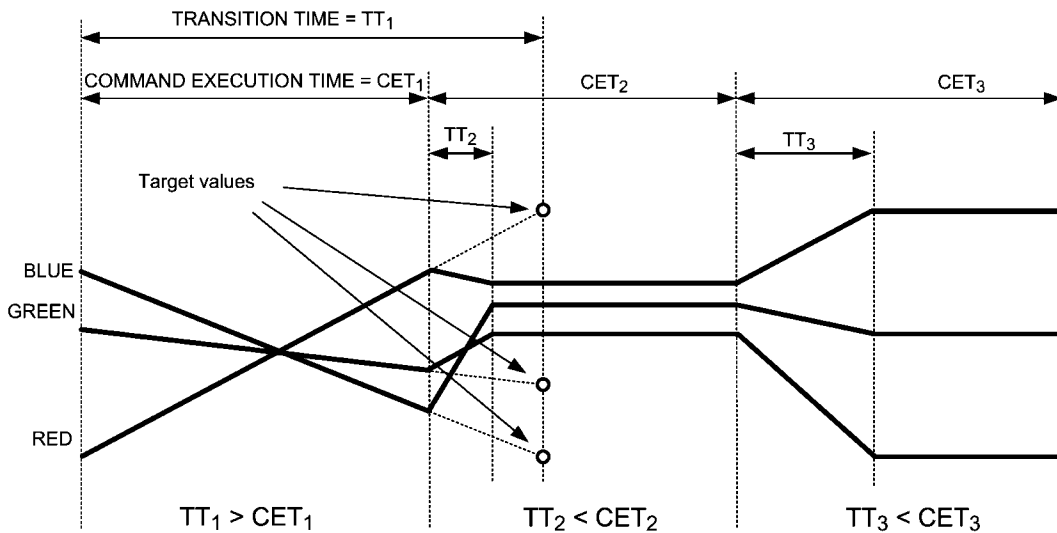 TRANSITION TIME = TT1
COMMAND EXECUTION TIME = CET1
CET2
CET3
TT2
TT3
Target values
BLUE
GREEN
RED
TT1 > CET1
TT2 < CET2
TT3 < CET3